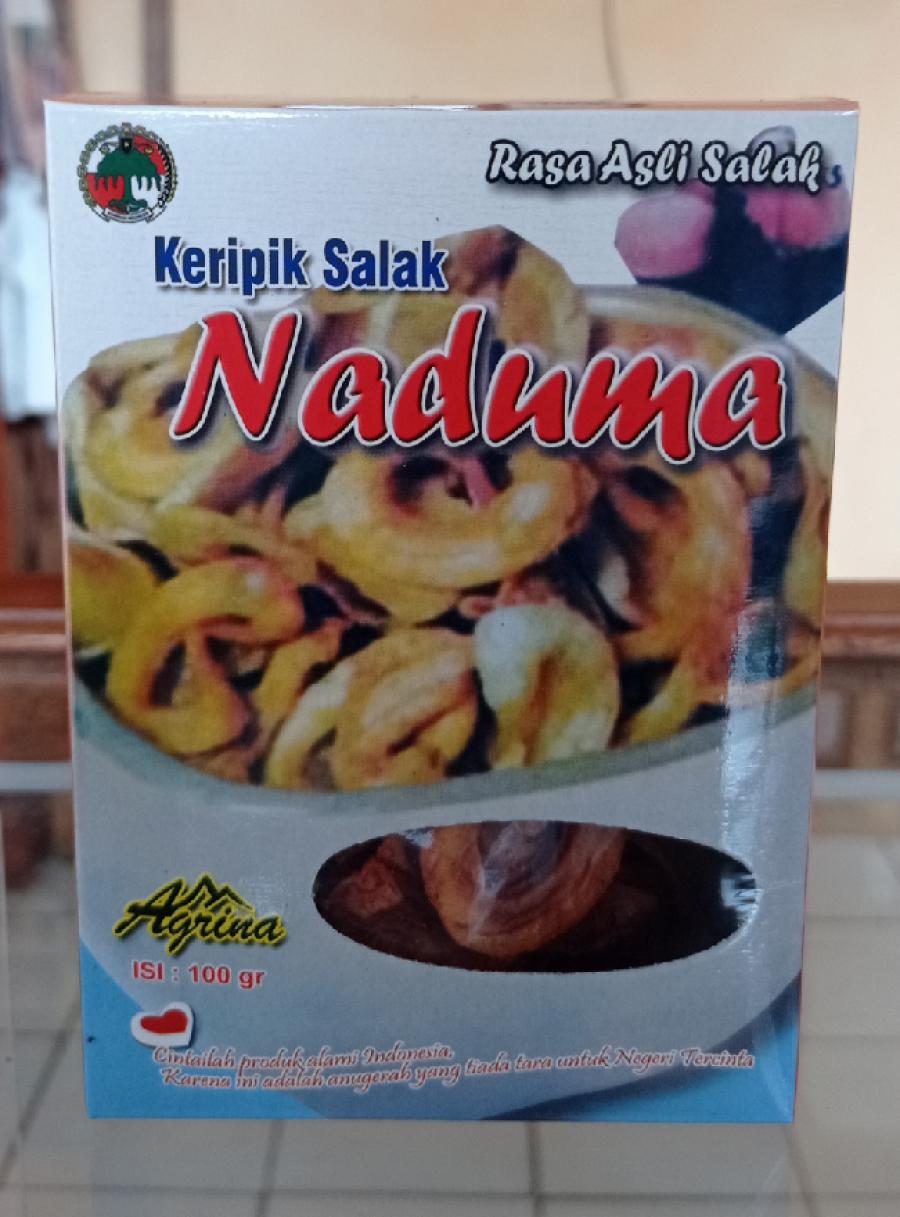 Rasa Asli Salak
Keripik Salak
Naduma
Agrina
ISI : 100 gr
Cintailah produk alami Indonesia.
Karena ini adalah anugerah yang tiada tara untuk Negeri Tercinta